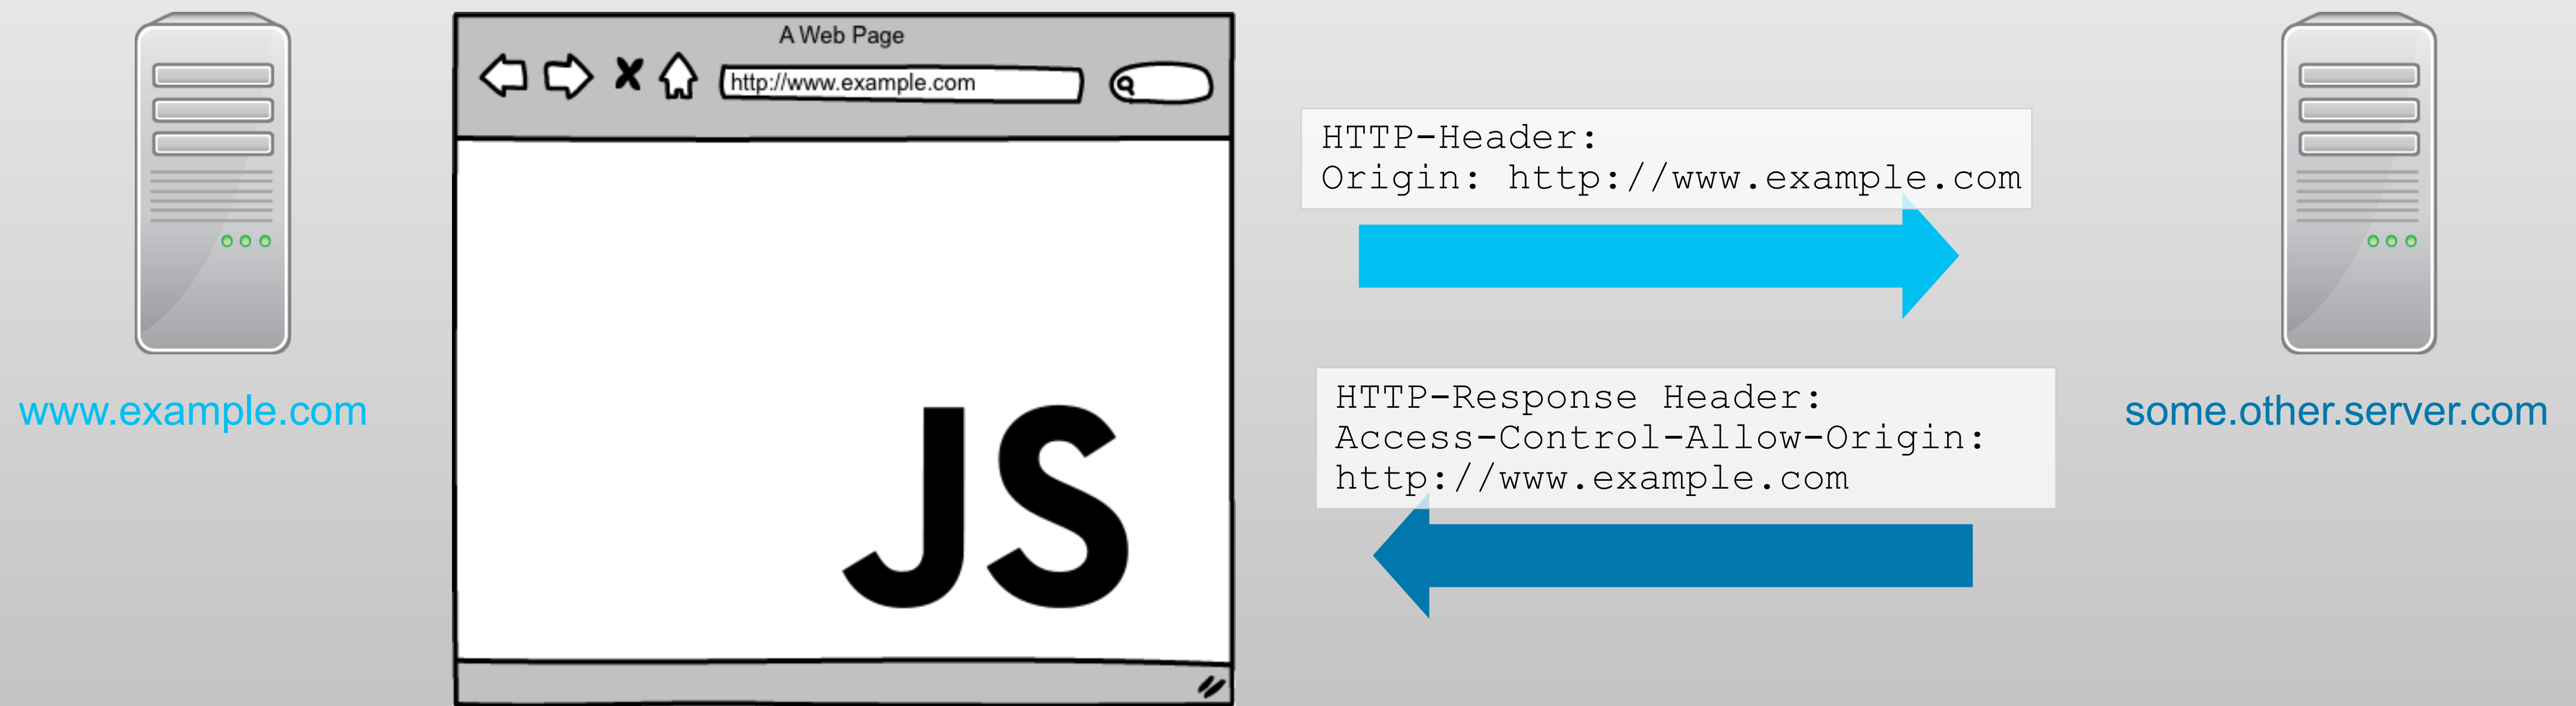 A Web Page
http://www.example.com
JS
www.example.com
HTTP-Header:
Origin: http://www.example.com
HTTP-Response Header:
Access-Control-Allow-Origin:
http://www.example.com
some.other.server.com